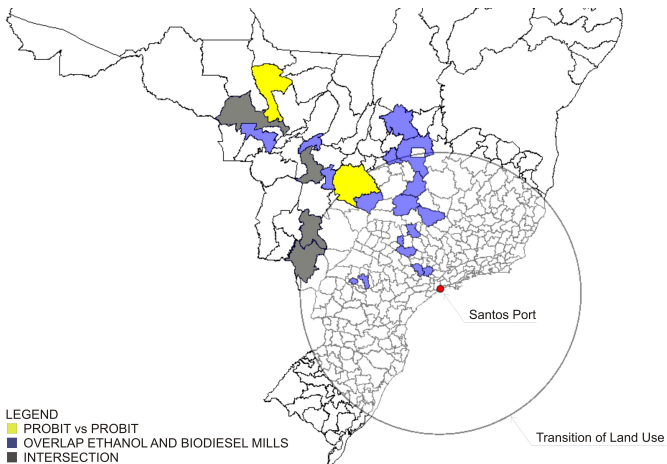 Santos Port
Transition of Land Use
LEGEND
PROBIT vs PROBIT
OVERLAP ETHANOL AND BIODIESEL MILLS
INTERSECTION